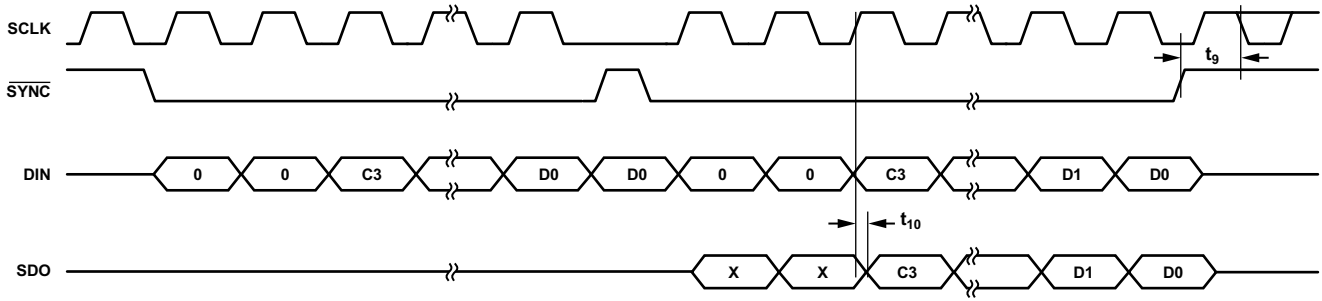 SCLK
t9
SYNC
DIN 0 0 C3 D0 D0 0 0 C3 D1 D0
t10
SDO X X C3 D1 D0